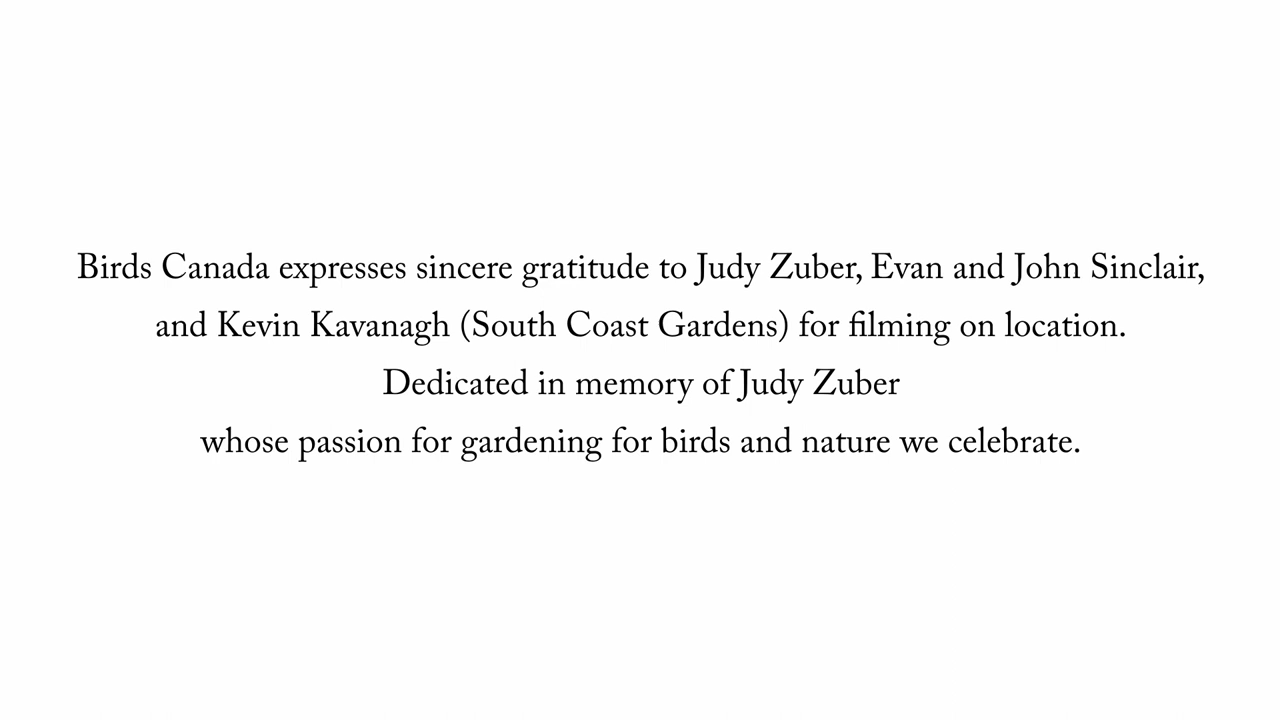 Birds Canada expresses sincere gratitude to Judy Zuber, Evan and John Sinclair,
and Kevin Kavanagh (South Coast Gardens) for filming on location.
Dedicated in memory of Judy Zuber
whose passion for gardening for birds and nature we celebrate.